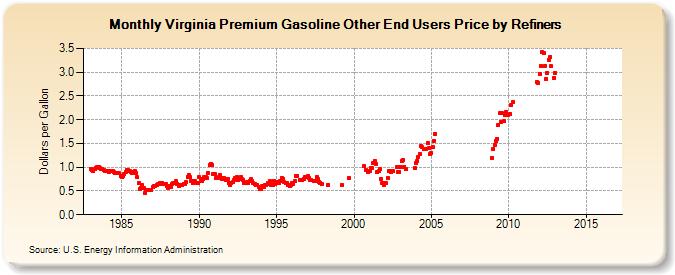 Monthly Virginia Premium Gasoline Other End Users Price by Refiners
Dollars per Gallon
3.5
3.0
2.5
2.0
1.5
1.0
0.5
0.0
1985 1990 1995 2000 2005 2010 2015
Source: U.S. Energy Information Administration